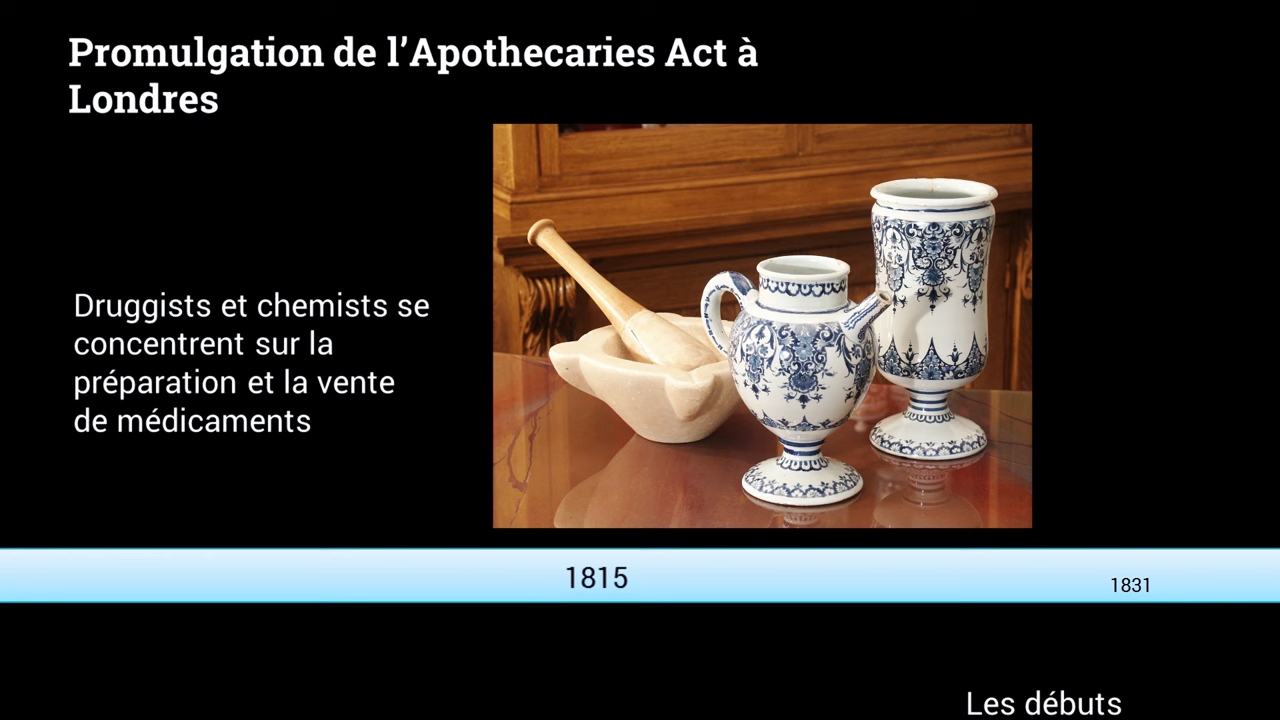 Promulgation de l’Apothecaries Act à
Londres
Druggists et chemists se
concentrent sur la
préparation et la vente
de médicaments
1815
1831
Les débuts